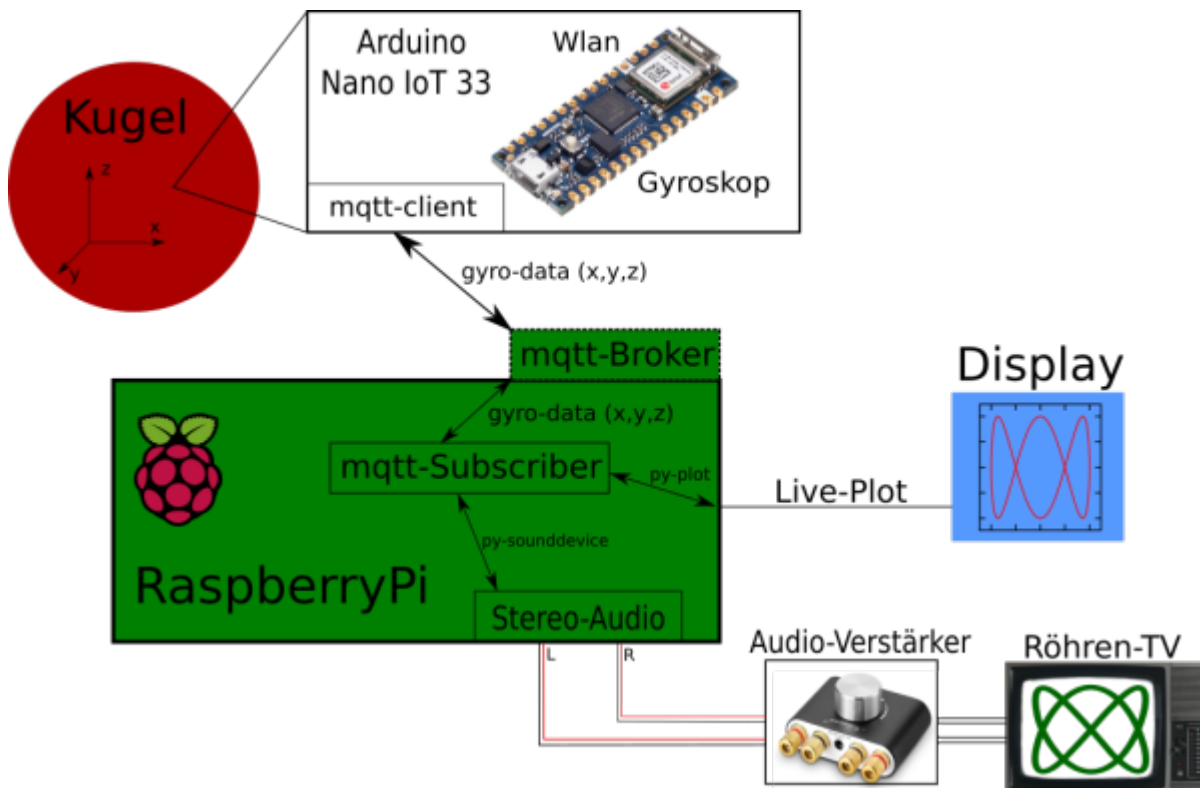 Arduino
Nano IoT 33
Wlan
Kugel
z
x
y
Gyroskop
mqtt-client
gyro-data (x,y,z)
mqtt-Broker
Display
gyro-data (x,y,z)
mqtt-Subscriber
py-plot
Live-Plot
py-sounddevice
RaspberryPi
Stereo-Audio
L
R
Audio-Verstärker
Röhren-TV